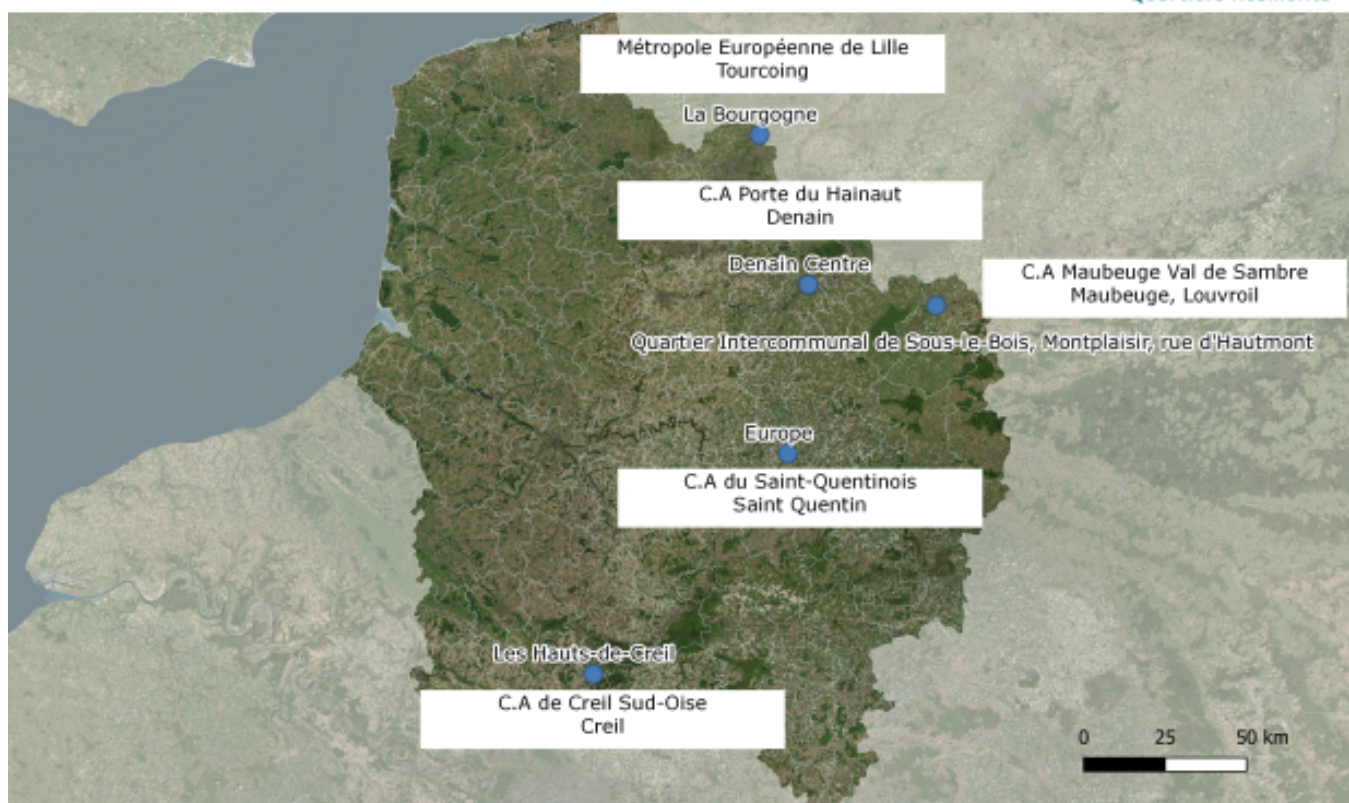 Métropole Européenne de Lille
Tourcoing
La Bourgogne
C.A Porte du Hainaut
Denain
Denain Centre
C.A Maubeuge Val de Sambre
Maubeuge, Louvroil
Quartier Intercommunal de Sous-le-Bois, Montplaisir, rue d'Hautmont
Europe
C.A du Saint-Quentinois
Saint Quentin
Les Hauts-de-Creil
C.A de Creil Sud-Oise
Creil
0 25 50 km